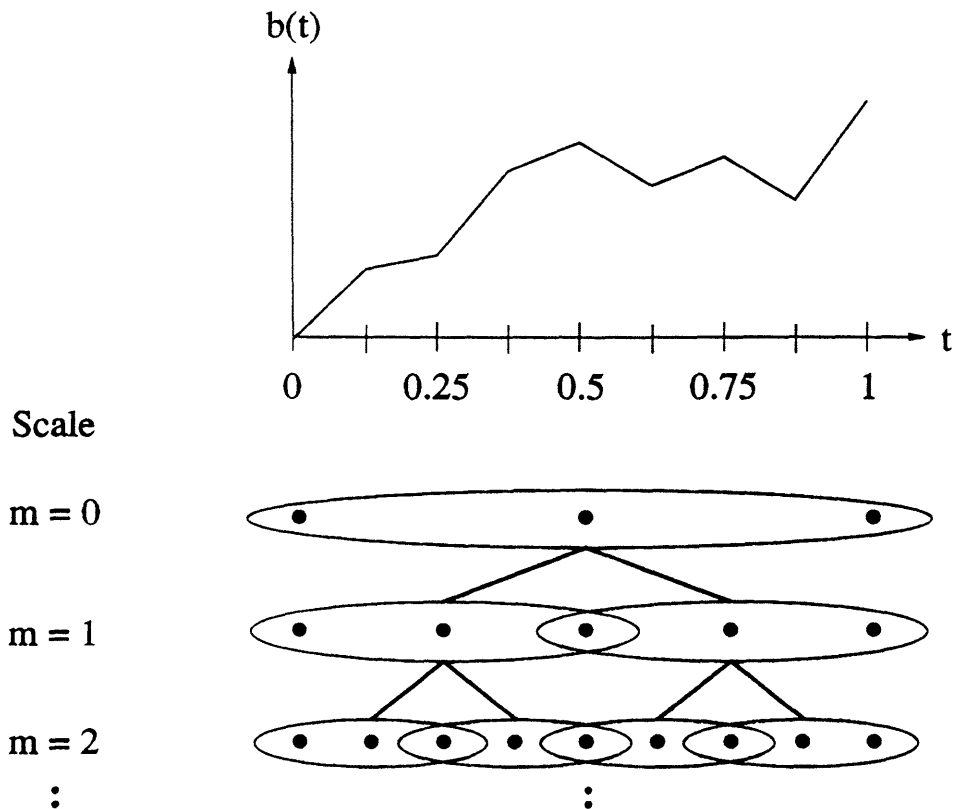 b(t)
t
0 0.25 0.5 0.75 1
Scale
m = 0
m = 1
m = 2
⋮ ⋮